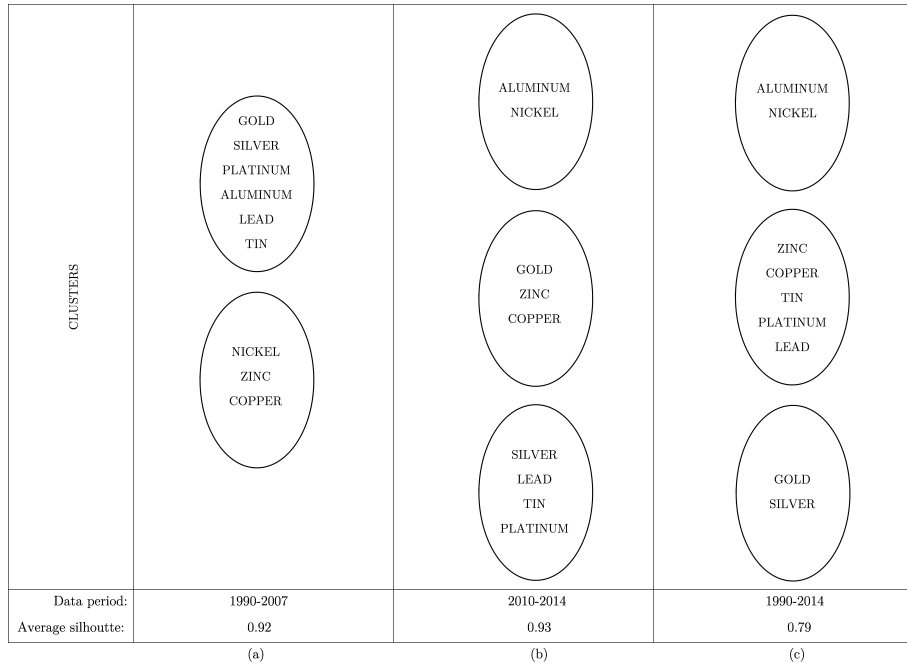 CLUSTERS
GOLD
SILVER
PLATINUM
ALUMINUM
LEAD
TIN
NICKEL
ZINC
COPPER
ALUMINUM
NICKEL
GOLD
ZINC
COPPER
SILVER
LEAD
TIN
PLATINUM
ALUMINUM
NICKEL
ZINC
COPPER
TIN
PLATINUM
LEAD
GOLD
SILVER
Data period: 1990-2007 2010-2014 1990-2014
Average silhoutte: 0.92 0.93 0.79
(a) (b) (c)